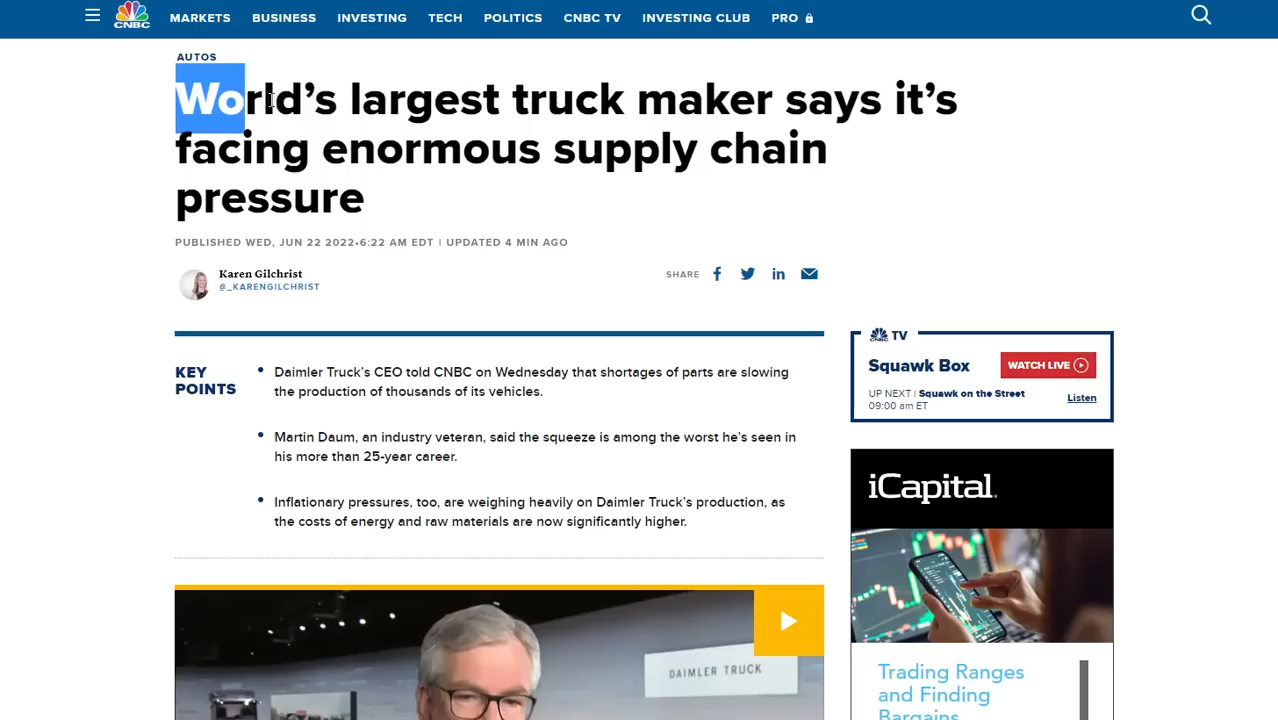 CNBC
MARKETS BUSINESS INVESTING TECH POLITICS CNBC TV INVESTING CLUB PRO
AUTOS
World’s largest truck maker says it’s
facing enormous supply chain
pressure
PUBLISHED WED, JUN 22 2022•6:22 AM EDT | UPDATED 4 MIN AGO
Karen Gilchrist
@_KARENGILCHRIST
SHARE
KEY
POINTS
• Daimler Truck’s CEO told CNBC on Wednesday that shortages of parts are slowing
the production of thousands of its vehicles.
• Martin Daum, an industry veteran, said the squeeze is among the worst he’s seen in
his more than 25-year career.
• Inflationary pressures, too, are weighing heavily on Daimler Truck’s production, as
the costs of energy and raw materials are now significantly higher.
DAIMLER TRUCK
CNBC TV
Squawk Box
WATCH LIVE
UP NEXT | Squawk on the Street
09:00 am ET
Listen
iCapital.
Trading Ranges
and Finding
Bargains